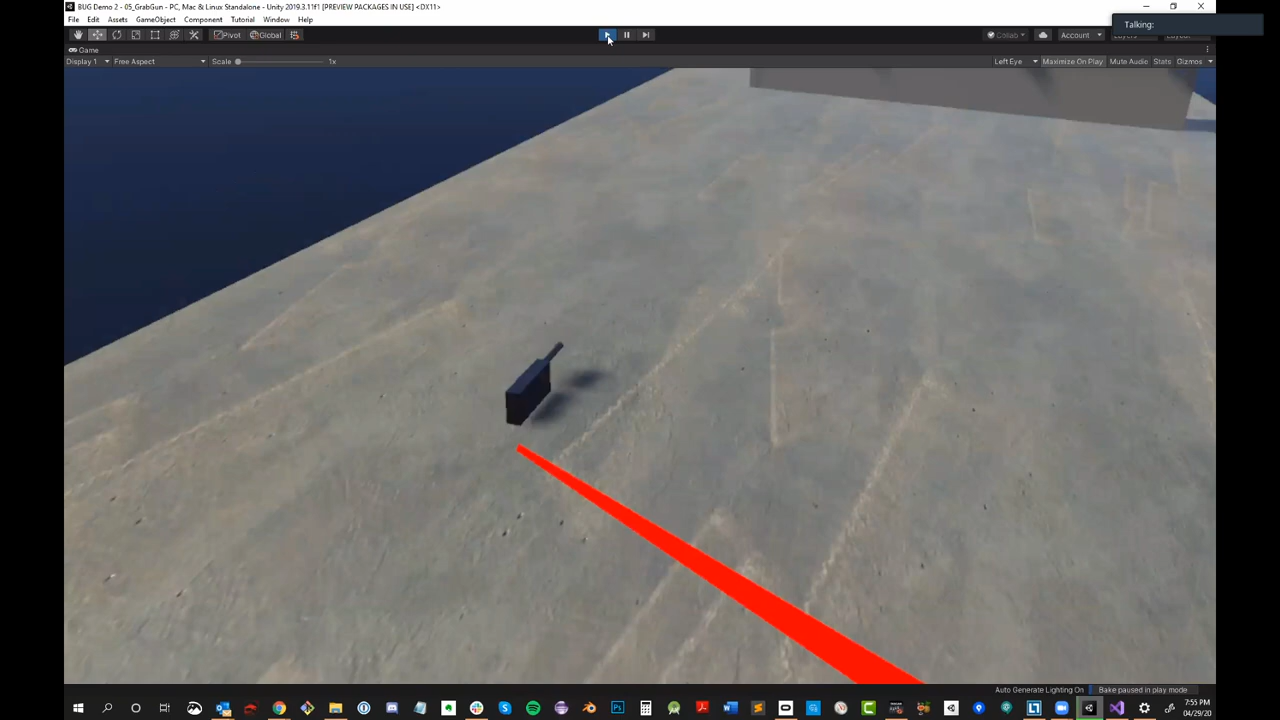 BUG Demo 2 - 05_GrabGun - PC, Mac & Linux Standalone - Unity 2019.3.11f1 [PREVIEW PACKAGES IN USE] <DX11>
File Edit Assets GameObject Component Tutorial Window Help
Talking:
Pivot Global Collab Account
Game
Display 1 Free Aspect Scale 1x Left Eye Maximize On Play Mute Audio Stats Gizmos
Auto Generate Lighting On Bake paused in play mode
7:55 PM
04/29/20